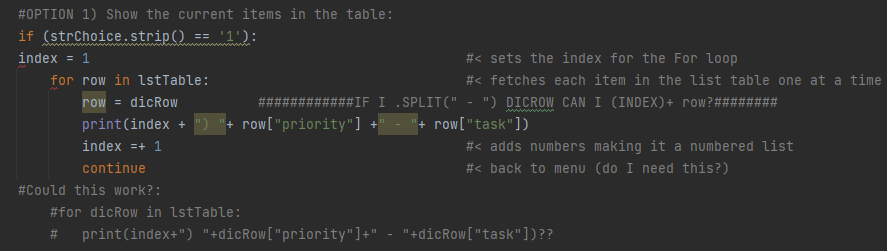 #OPTION 1) Show the current items in the table:
if (strChoice.strip() == '1'):
index = 1 #< sets the index for the For loop
for row in lstTable: #< fetches each item in the list table one at a time
row = dicRow ############IF I .SPLIT(" - ") DICROW CAN I (INDEX)+ row?########
print(index + ") "+ row["priority"] +" - "+ row["task"])
index =+ 1 #< adds numbers making it a numbered list
continue #< back to menu (do I need this?)
#Could this work?:
#for dicRow in lstTable:
# print(index+") "+dicRow["priority"]+" - "+dicRow["task"])??